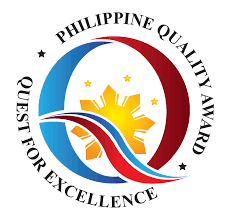 PHILIPPINE QUALITY AWARD
QUEST FOR EXCELLENCE